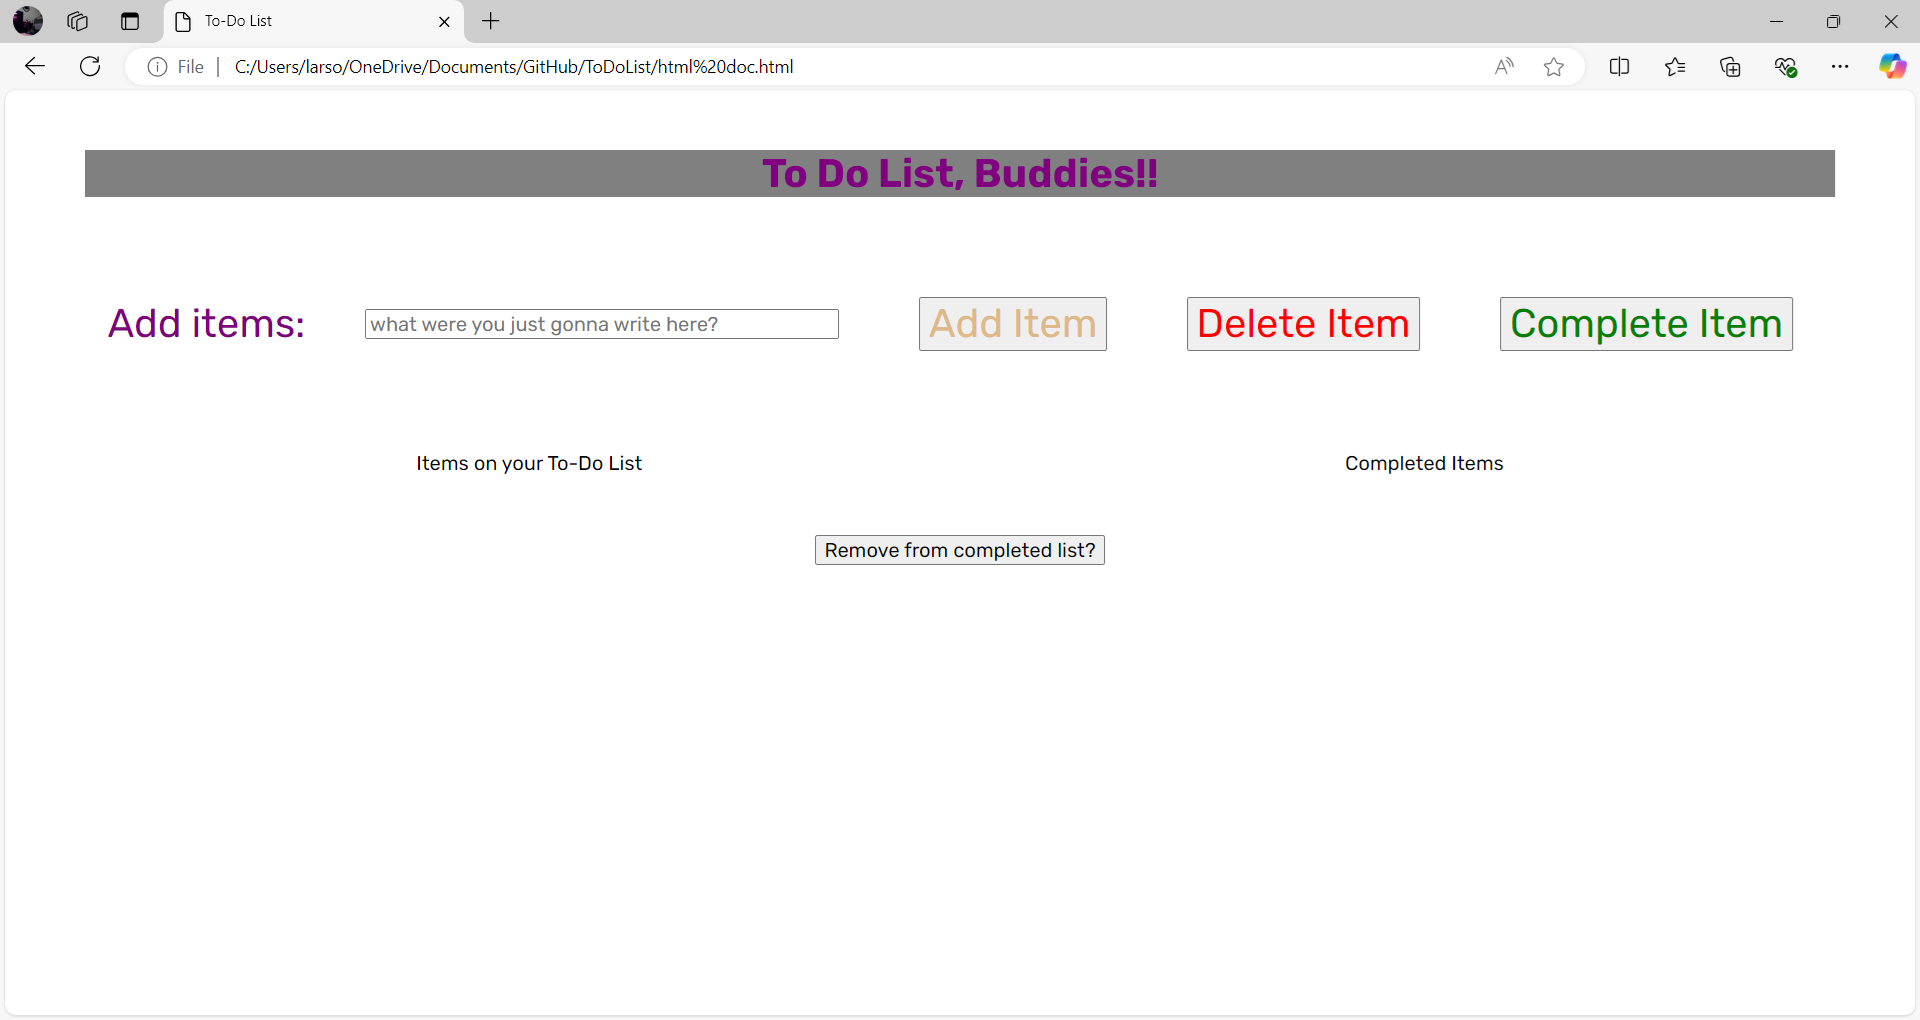 To-Do List
File
C:/Users/larso/OneDrive/Documents/GitHub/ToDoList/html%20doc.html
To Do List, Buddies!!
Add items:
what were you just gonna write here?
Add Item
Delete Item
Complete Item
Items on your To-Do List
Completed Items
Remove from completed list?